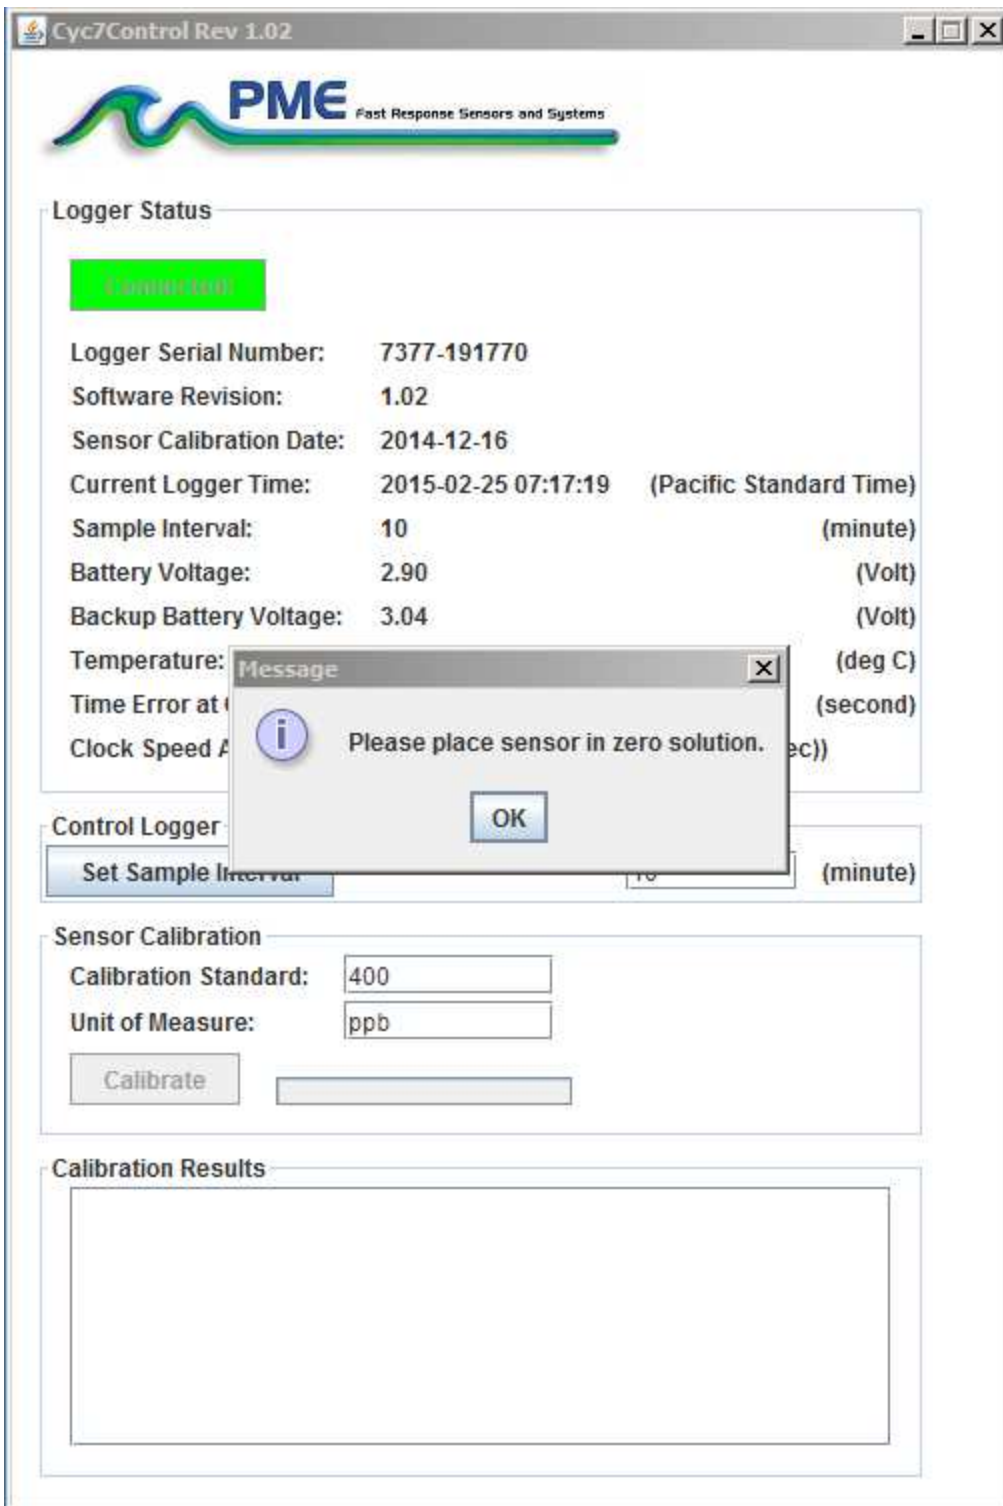 Cyc7Control Rev 1.02
PME Fast Response Sensors and Systems
Logger Status
Connected!
Logger Serial Number: 7377-191770
Software Revision: 1.02
Sensor Calibration Date: 2014-12-16
Current Logger Time: 2015-02-25 07:17:19 (Pacific Standard Time)
Sample Interval: 10 (minute)
Battery Voltage: 2.90 (Volt)
Backup Battery Voltage: 3.04 (Volt)
Temperature: (deg C)
Time Error at (second)
Clock Speed A ec))
Message
Please place sensor in zero solution.
OK
Control Logger
Set Sample Interval 10 (minute)
Sensor Calibration
Calibration Standard: 400
Unit of Measure: ppb
Calibrate
Calibration Results